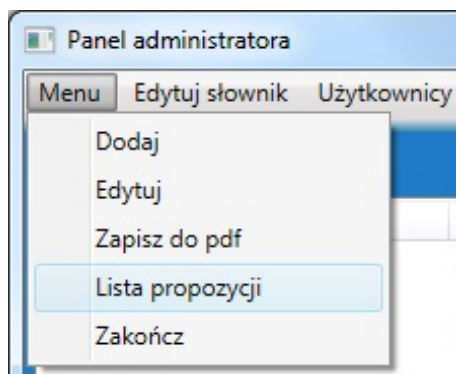 Panel administratora
Menu Edytuj słownik Użytkownicy
Dodaj
Edytuj
Zapisz do pdf
Lista propozycji
Zakończ